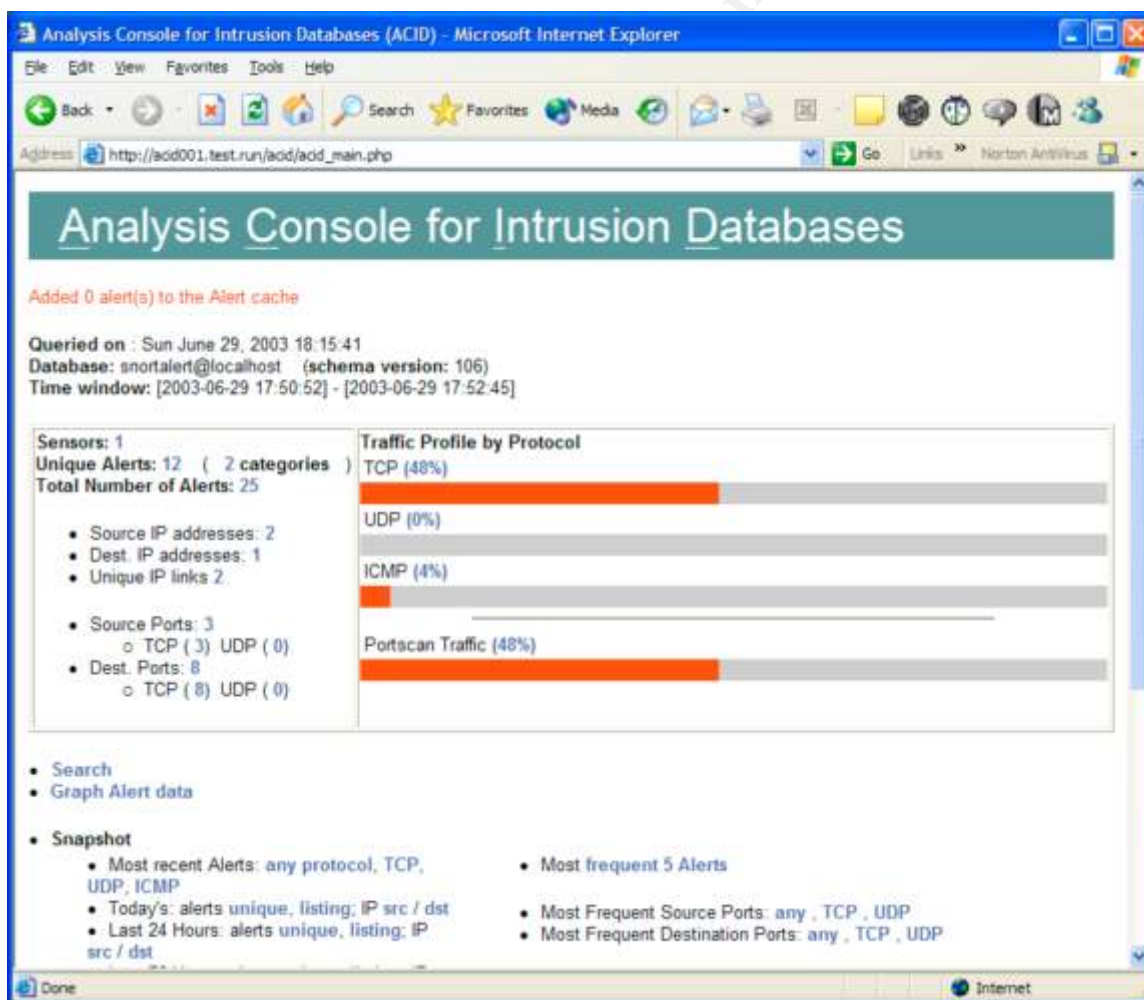 Analysis Console for Intrusion Databases (ACID) - Microsoft Internet Explorer
File Edit View Favorites Tools Help
Back Search Favorites Media
Address http://acid001.test.run/acid/acid_main.php Go Links » Norton AntiVirus
Analysis Console for Intrusion Databases
Added 0 alert(s) to the Alert cache
Queried on : Sun June 29, 2003 18:15:41
Database: snortalert@localhost (schema version: 106)
Time window: [2003-06-29 17:50:52] - [2003-06-29 17:52:45]
Sensors: 1
Unique Alerts: 12 ( 2 categories )
Total Number of Alerts: 25
• Source IP addresses: 2
• Dest. IP addresses: 1
• Unique IP links 2
• Source Ports: 3
○ TCP ( 3) UDP ( 0)
• Dest. Ports: 8
○ TCP ( 8) UDP ( 0)
Traffic Profile by Protocol
TCP (48%)
UDP (0%)
ICMP (4%)
Portscan Traffic (48%)
• Search
• Graph Alert data
• Snapshot
• Most recent Alerts: any protocol, TCP,
UDP, ICMP
• Today's: alerts unique, listing; IP src / dst
• Last 24 Hours: alerts unique, listing; IP
src / dst
• Most frequent 5 Alerts
• Most Frequent Source Ports: any , TCP , UDP
• Most Frequent Destination Ports: any , TCP , UDP
Done Internet